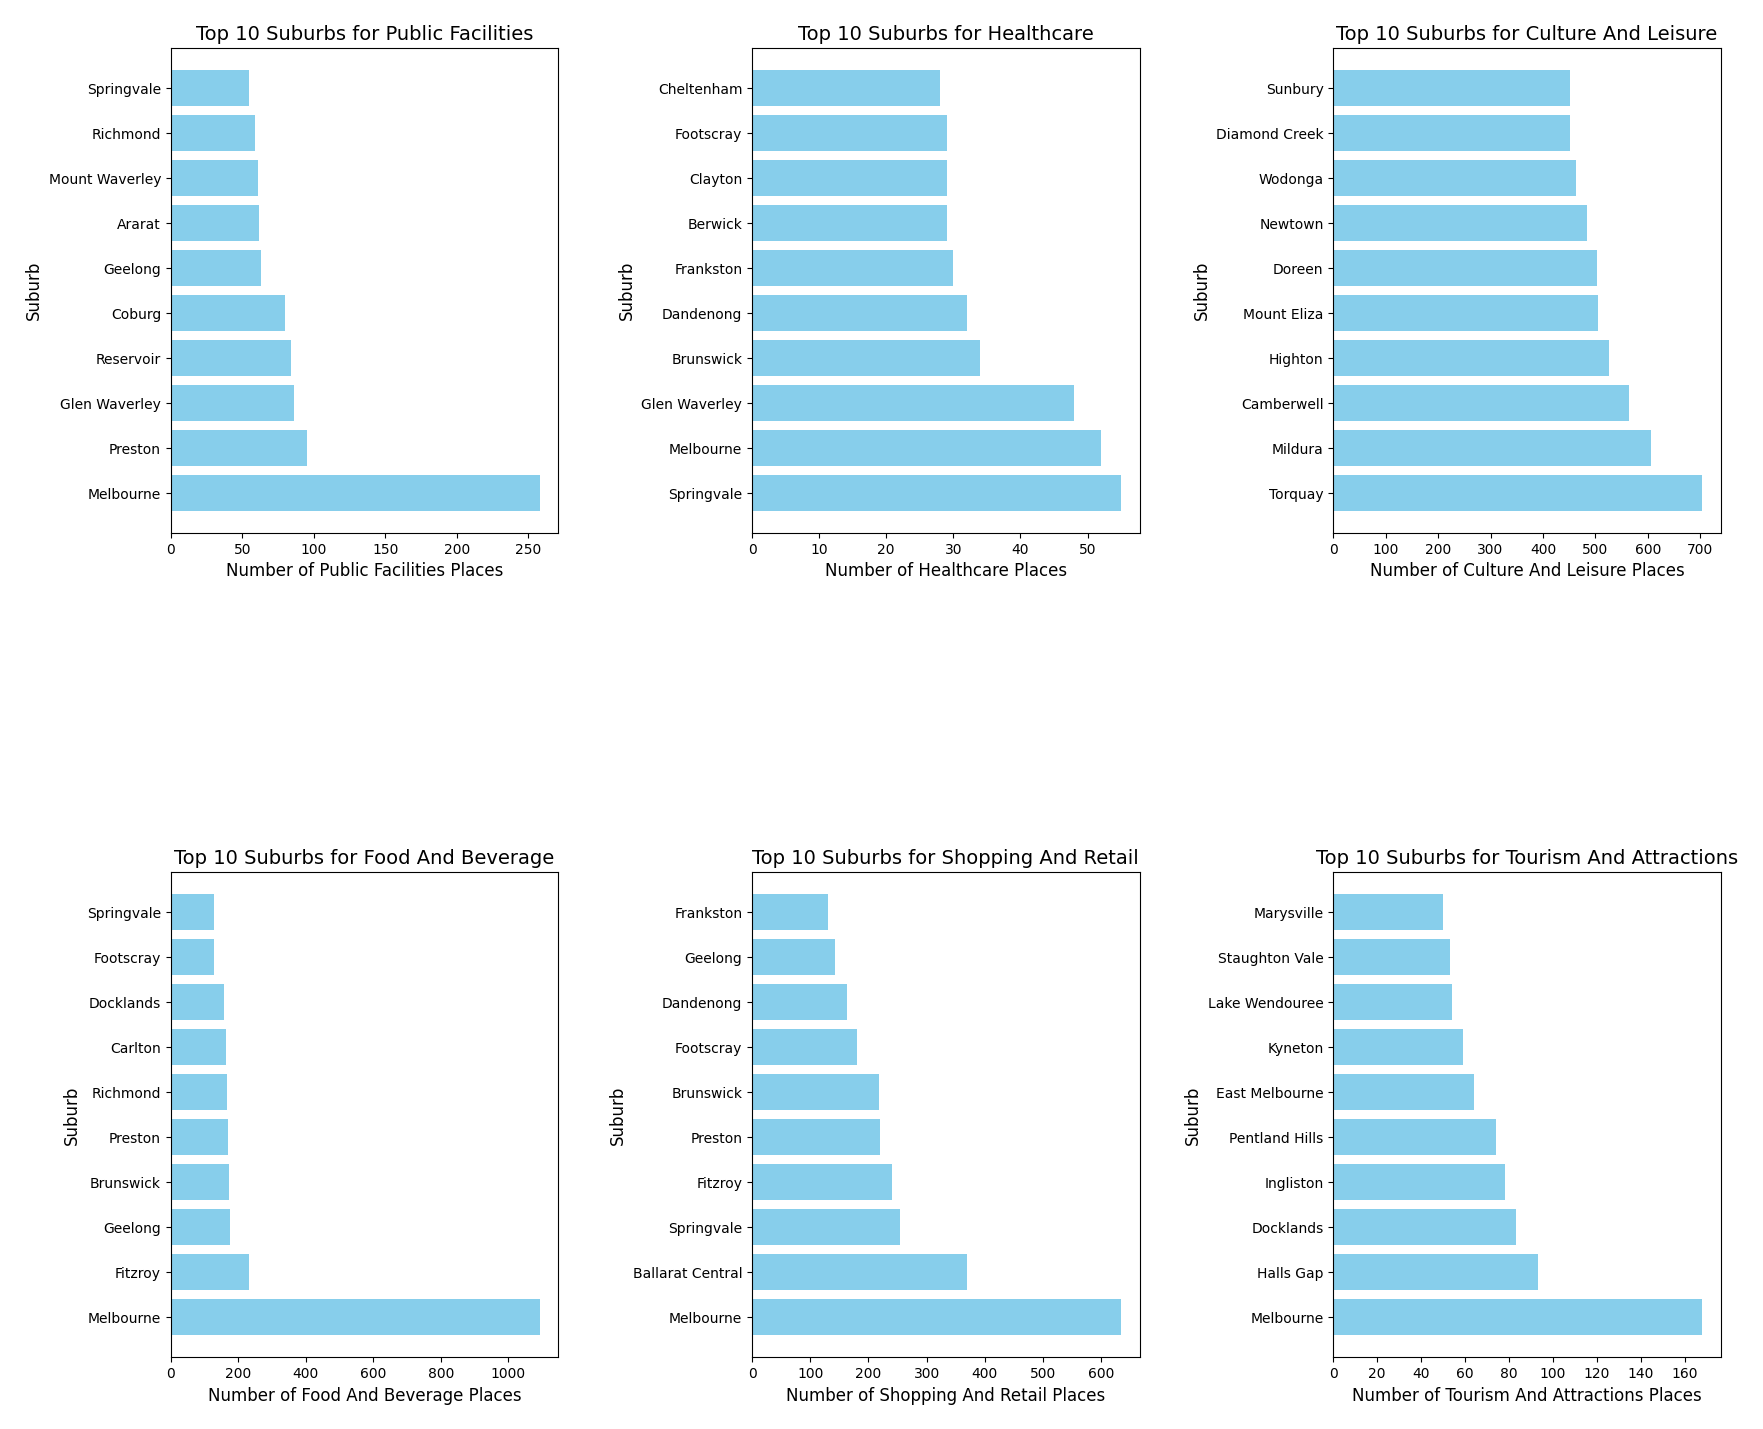 Top 10 Suburbs for Public Facilities
Suburb
Springvale
Richmond
Mount Waverley
Ararat
Geelong
Coburg
Reservoir
Glen Waverley
Preston
Melbourne
0 50 100 150 200 250
Number of Public Facilities Places
Top 10 Suburbs for Healthcare
Suburb
Cheltenham
Footscray
Clayton
Berwick
Frankston
Dandenong
Brunswick
Glen Waverley
Melbourne
Springvale
0 10 20 30 40 50
Number of Healthcare Places
Top 10 Suburbs for Culture And Leisure
Suburb
Sunbury
Diamond Creek
Wodonga
Newtown
Doreen
Mount Eliza
Highton
Camberwell
Mildura
Torquay
0 100 200 300 400 500 600 700
Number of Culture And Leisure Places
Top 10 Suburbs for Food And Beverage
Suburb
Springvale
Footscray
Docklands
Carlton
Richmond
Preston
Brunswick
Geelong
Fitzroy
Melbourne
0 200 400 600 800 1000
Number of Food And Beverage Places
Top 10 Suburbs for Shopping And Retail
Suburb
Frankston
Geelong
Dandenong
Footscray
Brunswick
Preston
Fitzroy
Springvale
Ballarat Central
Melbourne
0 100 200 300 400 500 600
Number of Shopping And Retail Places
Top 10 Suburbs for Tourism And Attractions
Suburb
Marysville
Staughton Vale
Lake Wendouree
Kyneton
East Melbourne
Pentland Hills
Ingliston
Docklands
Halls Gap
Melbourne
0 20 40 60 80 100 120 140 160
Number of Tourism And Attractions Places